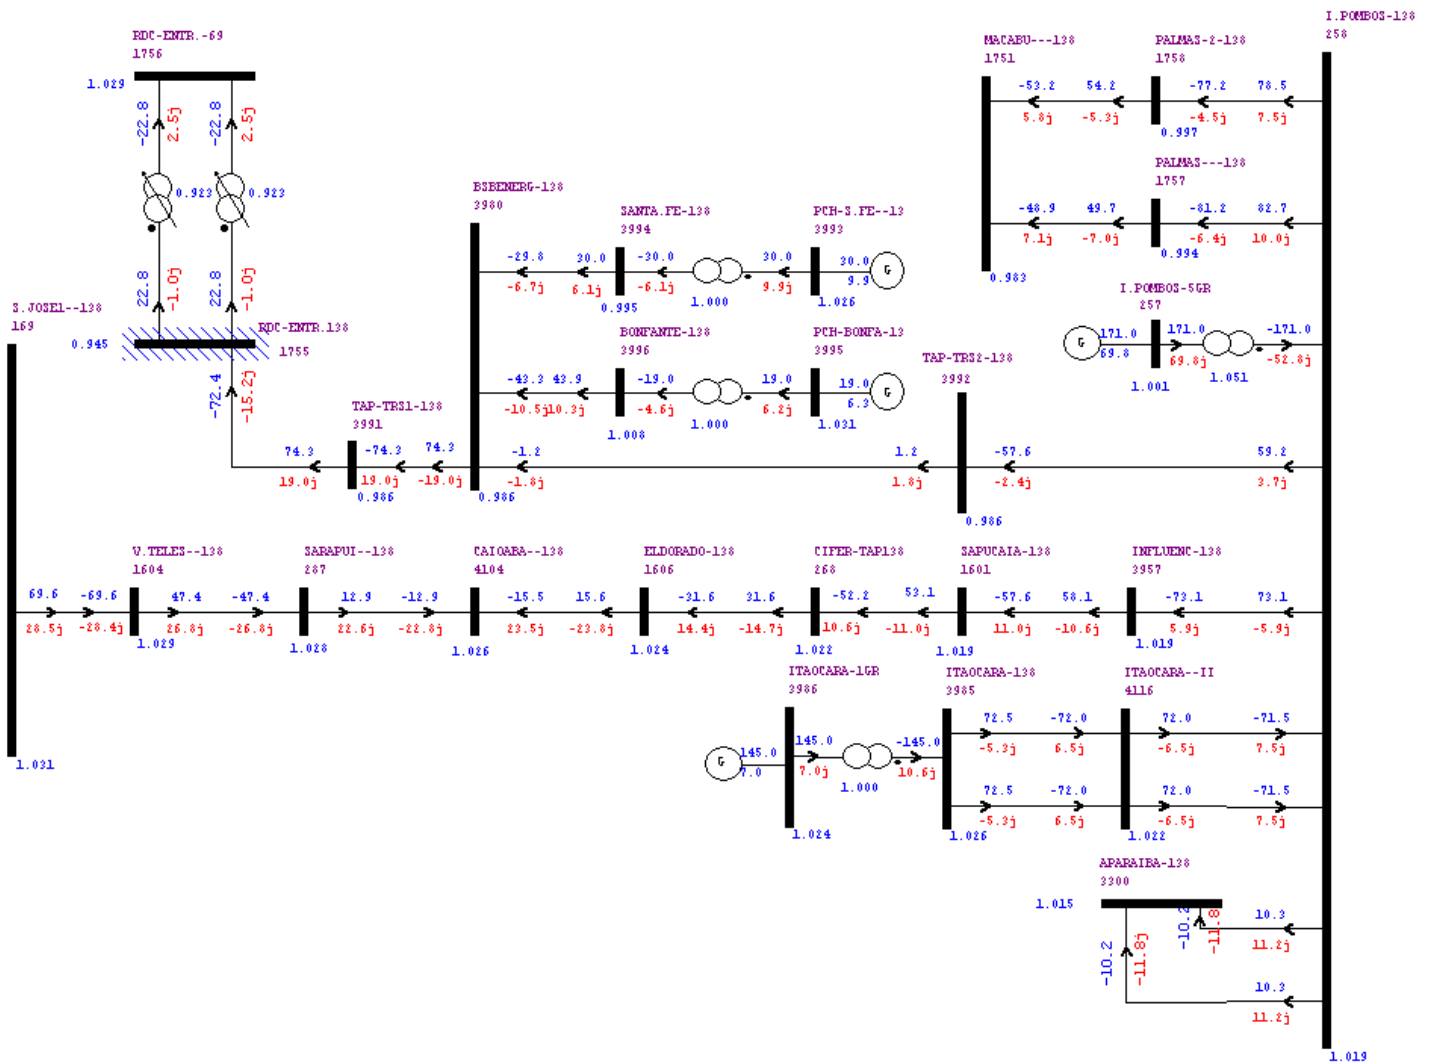 I.POMBOS-138
258
RDC-ENTR.-69
1756
1.029
-22.8
2.5j
-22.8
2.5j
0.923
0.923
22.8
-1.0j
22.8
-1.0j
RDC-ENTR.138
1755
0.945
-72.4
-15.2j
S.JOSE1--138
169
MACABU---138
1751
PALMAS-2-138
1758
-53.2
54.2
-77.2
78.5
5.8j
-5.3j
-4.5j
7.5j
0.997
PALMAS---138
1757
-48.9
49.7
-81.2
82.7
7.1j
-7.0j
-6.4j
10.0j
0.994
0.983
BSBENERG-138
3980
SANTA.FE-138
3994
PCH-S.FE--13
3993
-29.8
30.0
-30.0
30.0
30.0
-6.7j
6.1j
-6.1j
9.9j
9.9
G
0.995
1.000
1.026
BONFANTE-138
3996
PCH-BONFA-13
3995
-43.3
43.9
-19.0
19.0
19.0
-10.5j
10.3j
-4.6j
6.2j
6.3
G
1.008
1.000
1.031
I.POMBOS-5GR
257
G
171.0
171.0
-171.0
69.8
69.8j
-52.8j
1.001
1.051
TAP-TRS2-138
3992
TAP-TRS1-138
3991
74.3
-74.3
74.3
-1.2
1.2
-57.6
59.2
19.0j
19.0j
-19.0j
-1.8j
1.8j
-2.4j
3.7j
0.986
0.986
0.986
V.TELES--138
1604
SARAPUI--138
287
CAIOABA--138
4104
ELDORADO-138
1606
CIFER-TAP138
268
SAPUCAIA-138
1601
INFLUENC-138
3957
69.6
-69.6
47.4
-47.4
12.9
-12.9
-15.5
15.6
-31.6
31.6
-52.2
53.1
-57.6
58.1
-73.1
73.1
28.5j
-28.4j
26.8j
-26.8j
22.6j
-22.8j
23.5j
-23.8j
14.4j
-14.7j
10.6j
-11.0j
11.0j
-10.6j
5.9j
-5.9j
1.029
1.028
1.026
1.024
1.022
1.019
1.019
1.031
ITAOCARA-1GR
3986
ITAOCARA-138
3985
ITAOCARA--II
4116
G
145.0
145.0
-145.0
7.0
7.0j
10.6j
1.000
1.024
72.5
-72.0
72.0
-71.5
-5.3j
6.5j
-6.5j
7.5j
72.5
-72.0
72.0
-71.5
-5.3j
6.5j
-6.5j
7.5j
1.026
1.022
APARAIBA-138
3300
1.015
-10.2
-11.8j
-10.2
-11.8
10.3
11.2j
10.3
11.2j
1.019